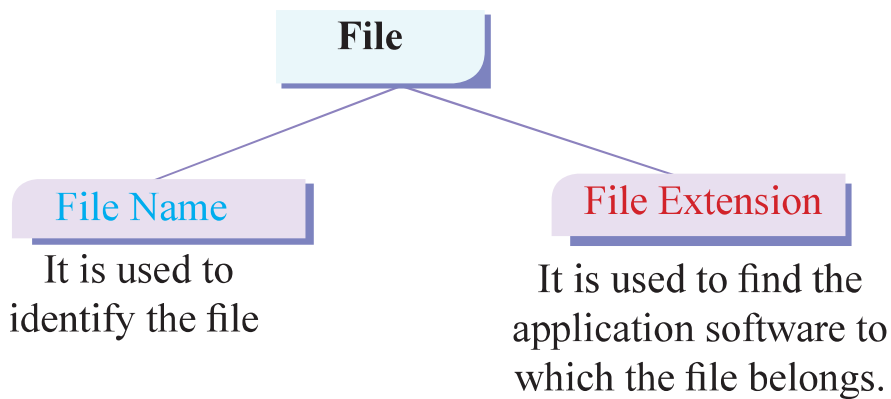 File
File Name
It is used to
identify the file
File Extension
It is used to find the
application software to
which the file belongs.